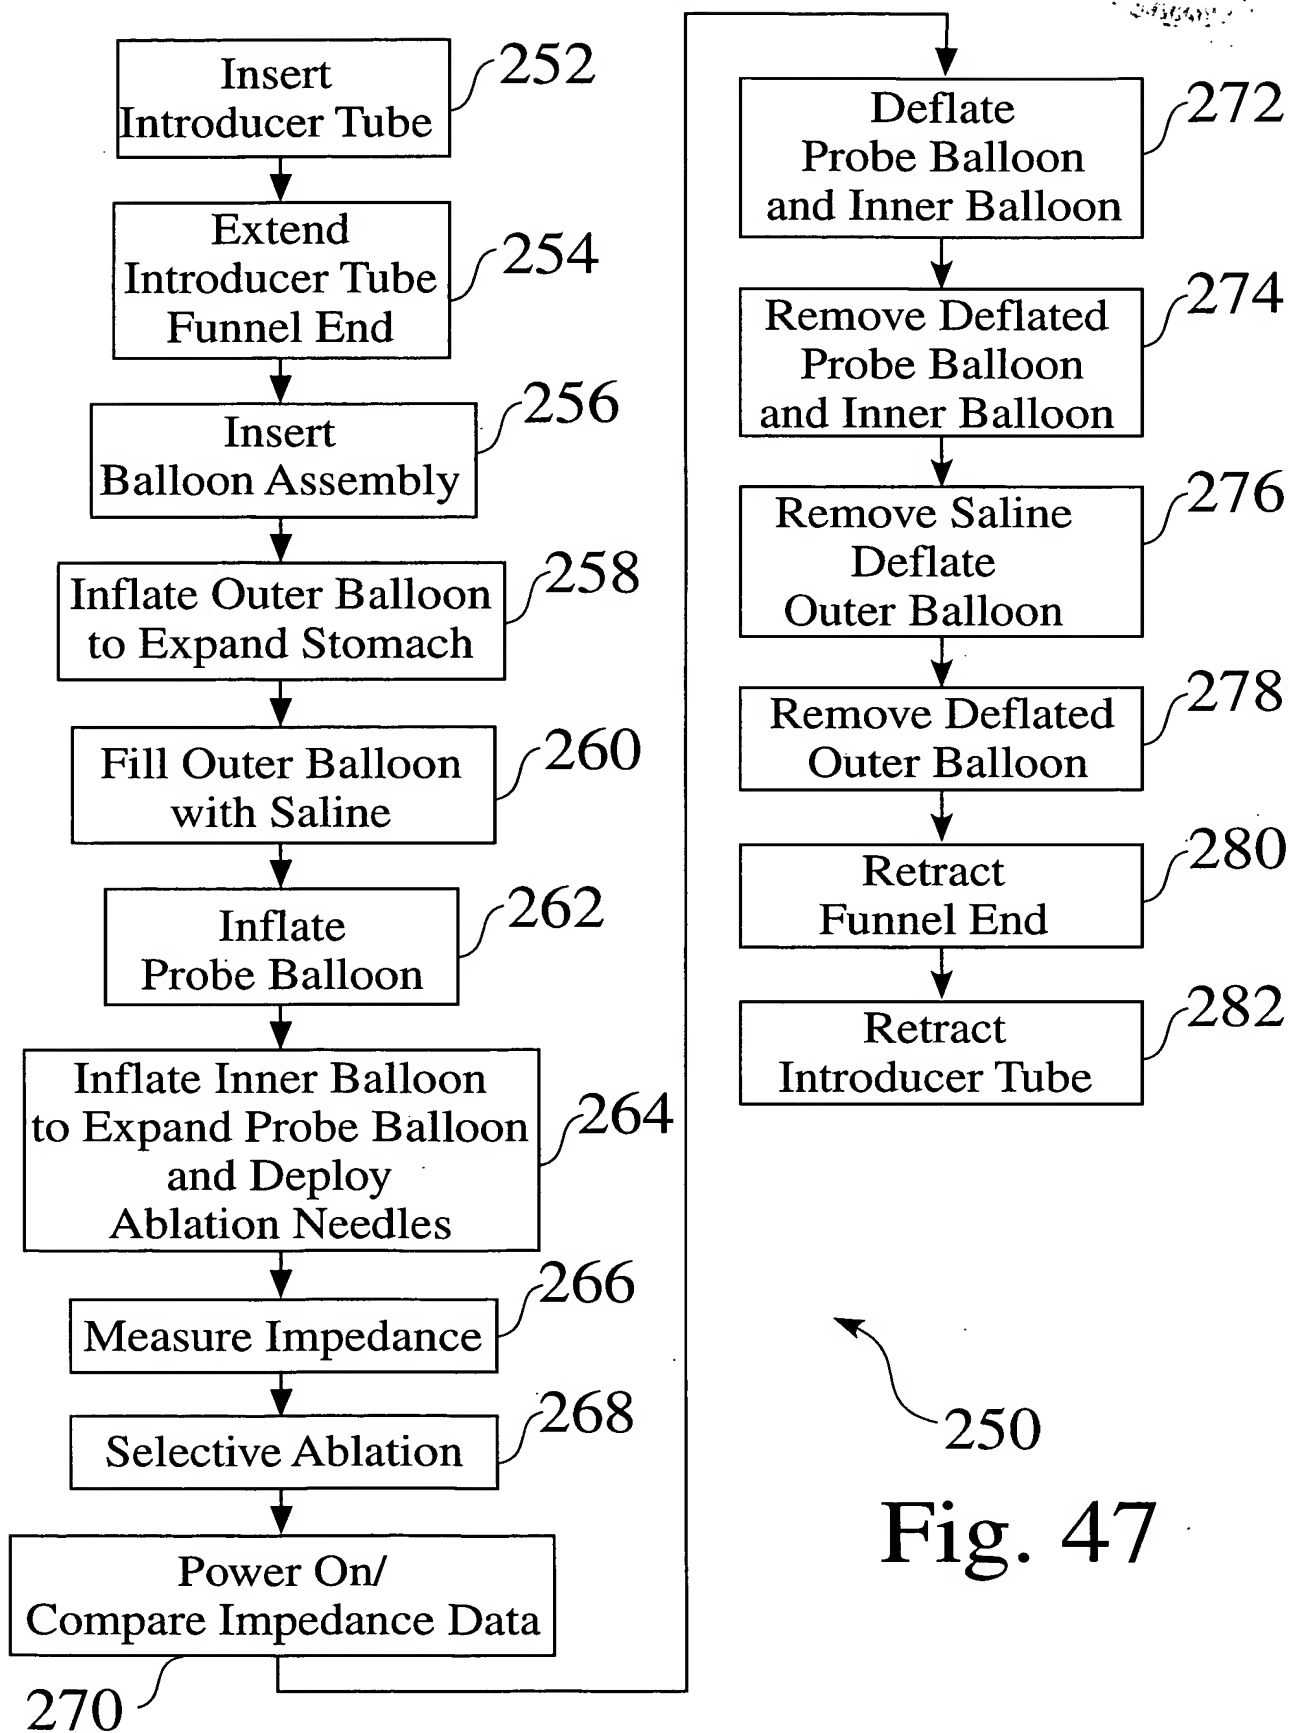 Insert
Introducer Tube
252
Extend
Introducer Tube
Funnel End
254
Insert
Balloon Assembly
256
Inflate Outer Balloon
to Expand Stomach
258
Fill Outer Balloon
with Saline
260
Inflate
Probe Balloon
262
Inflate Inner Balloon
to Expand Probe Balloon
and Deploy
Ablation Needles
264
Measure Impedance
266
Selective Ablation
268
Power On/
Compare Impedance Data
270
Deflate
Probe Balloon
and Inner Balloon
272
Remove Deflated
Probe Balloon
and Inner Balloon
274
Remove Saline
Deflate
Outer Balloon
276
Remove Deflated
Outer Balloon
278
Retract
Funnel End
280
Retract
Introducer Tube
282
250
Fig. 47